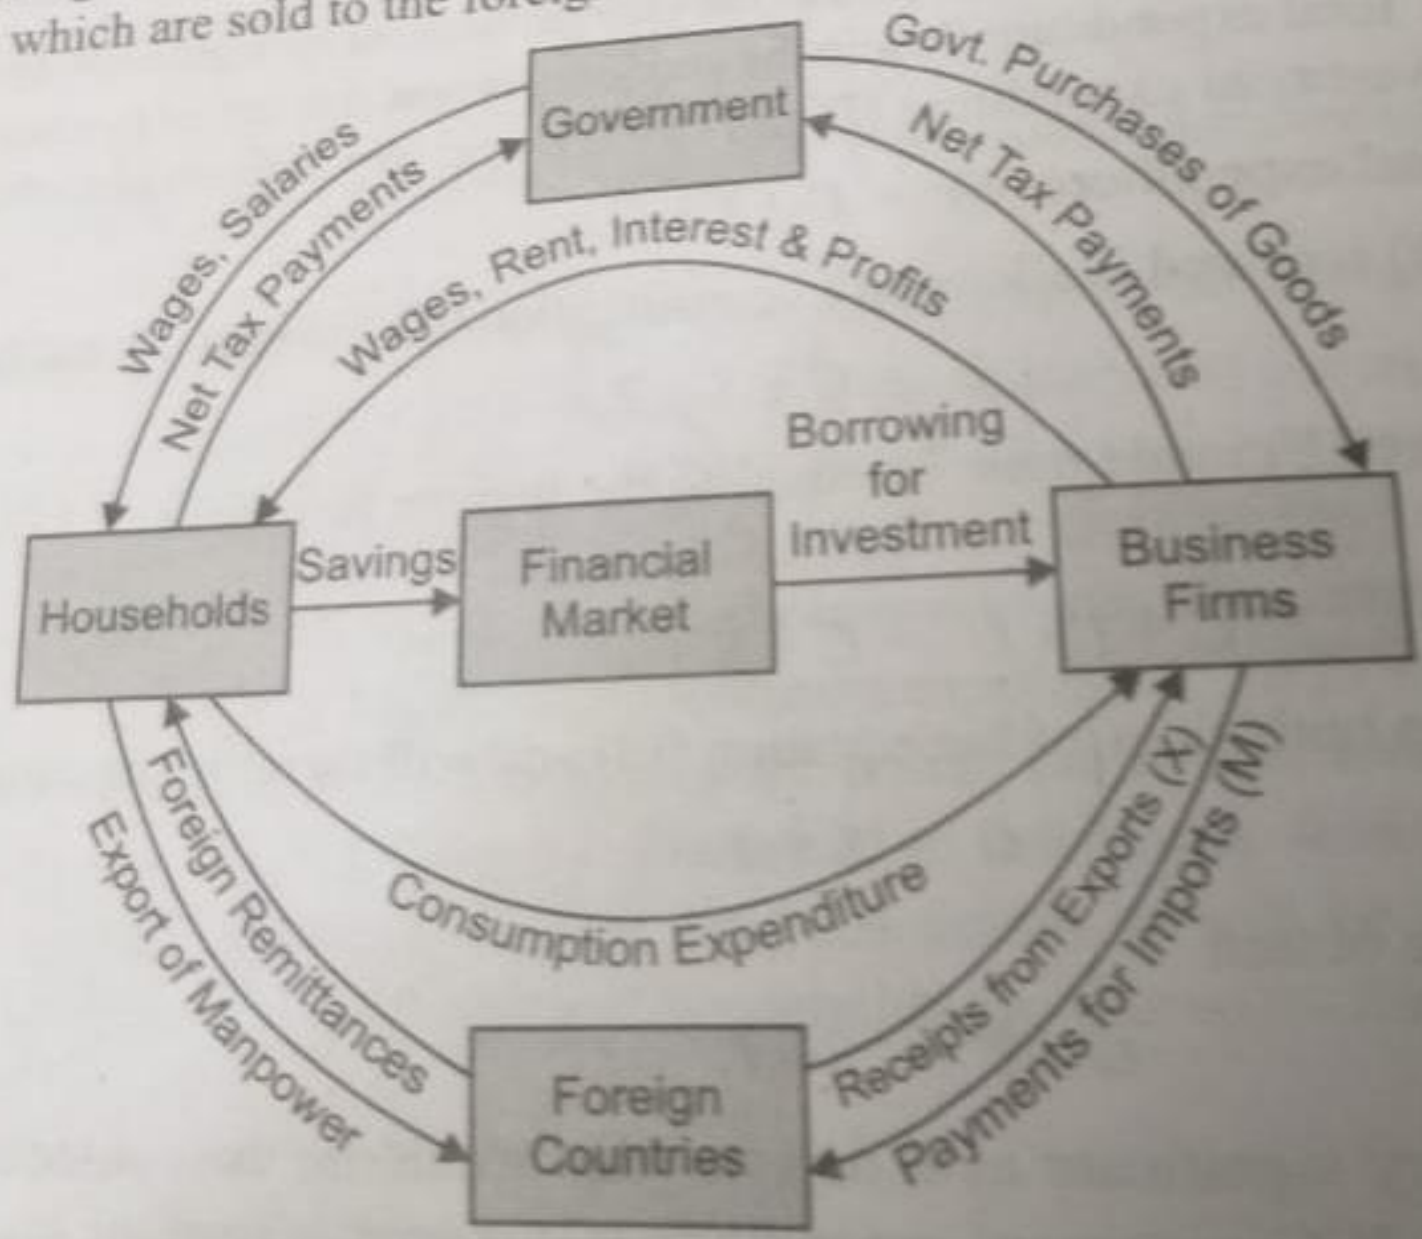 which are sold to the
Govt. Purchases of Goods
Government
Net Tax Payments
Wages, Salaries
Net Tax Payments
Wages, Rent, Interest & Profits
Borrowing
for
Investment
Savings
Financial
Market
Business
Firms
Households
Foreign Remittances
Export of Manpower
Consumption Expenditure
Receipts from Exports (X)
Payments for Imports (M)
Foreign
Countries